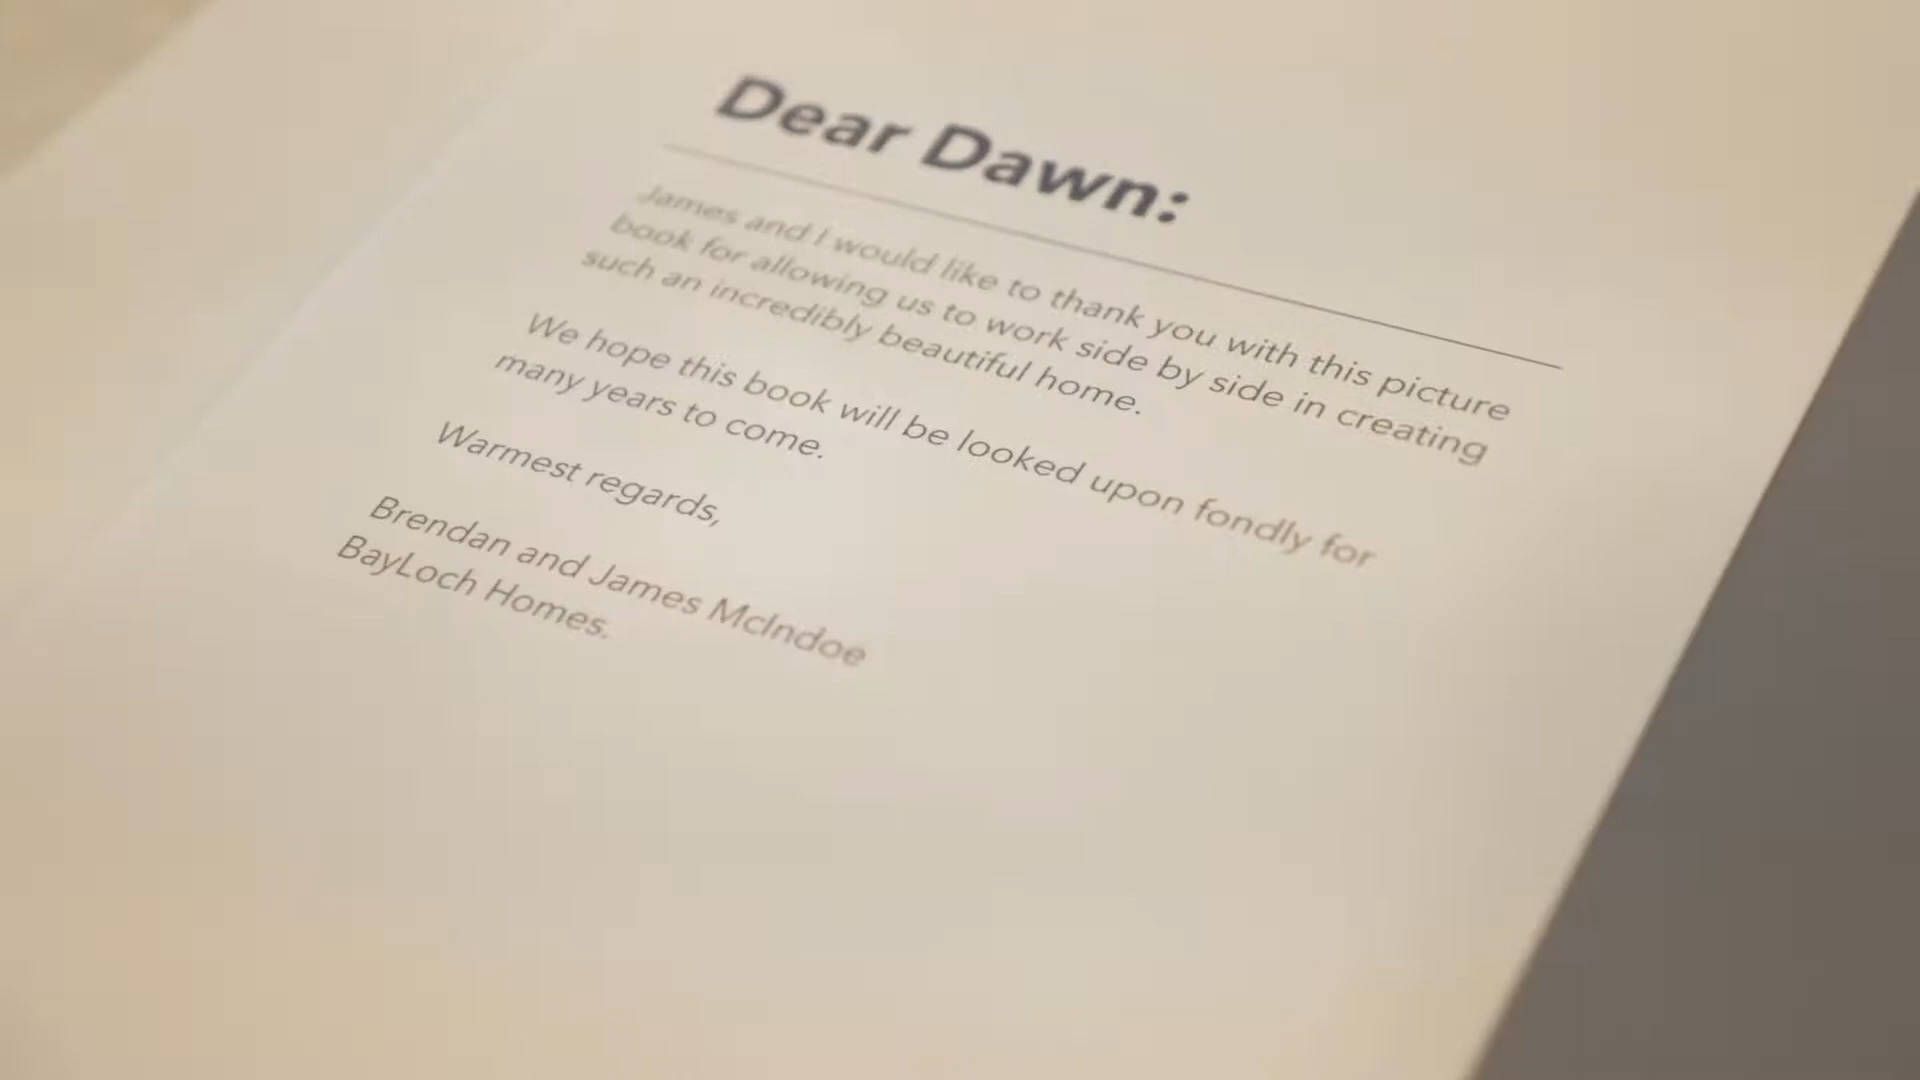 Dear Dawn:
James and I would like to thank you with this picture
book for allowing us to work side by side in creating
such an incredibly beautiful home.
We hope this book will be looked upon fondly for
many years to come.
Warmest regards,
Brendan and James McIndoe
BayLoch Homes.